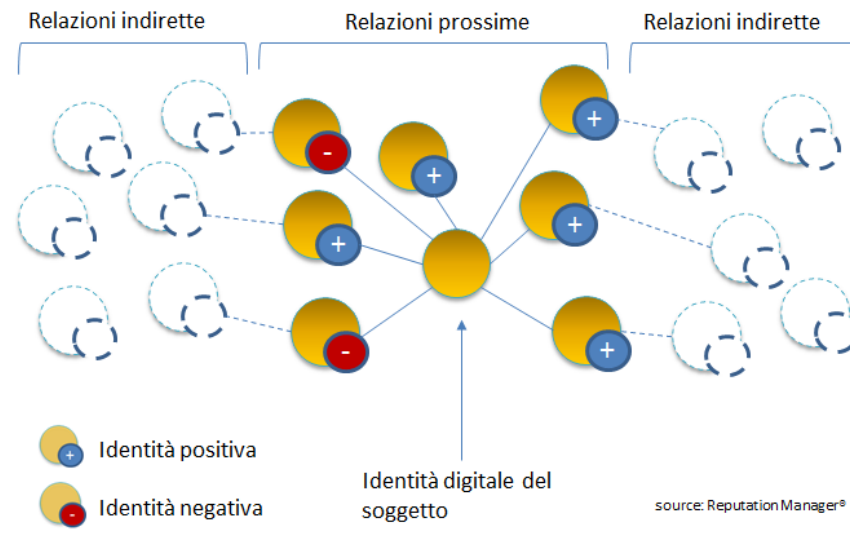 Relazioni indirette
Relazioni prossime
Relazioni indirette
+
-
+
+
+
+
-
+
+
Identità positiva
-
Identità negativa
Identità digitale del
soggetto
source: Reputation Manager®